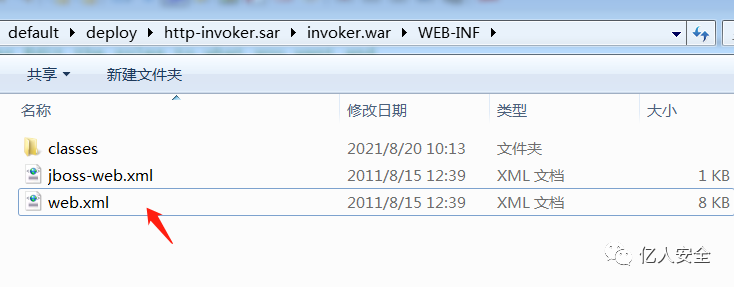 default ▸ deploy ▸ http-invoker.sar ▸ invoker.war ▸ WEB-INF ▸
共享 新建文件夹
名称 修改日期 类型 大小
classes 2021/8/20 10:13 文件夹
jboss-web.xml 2011/8/15 12:39 XML 文档 1 KB
web.xml 2011/8/15 12:39 XML 文档 8 KB
亿人安全